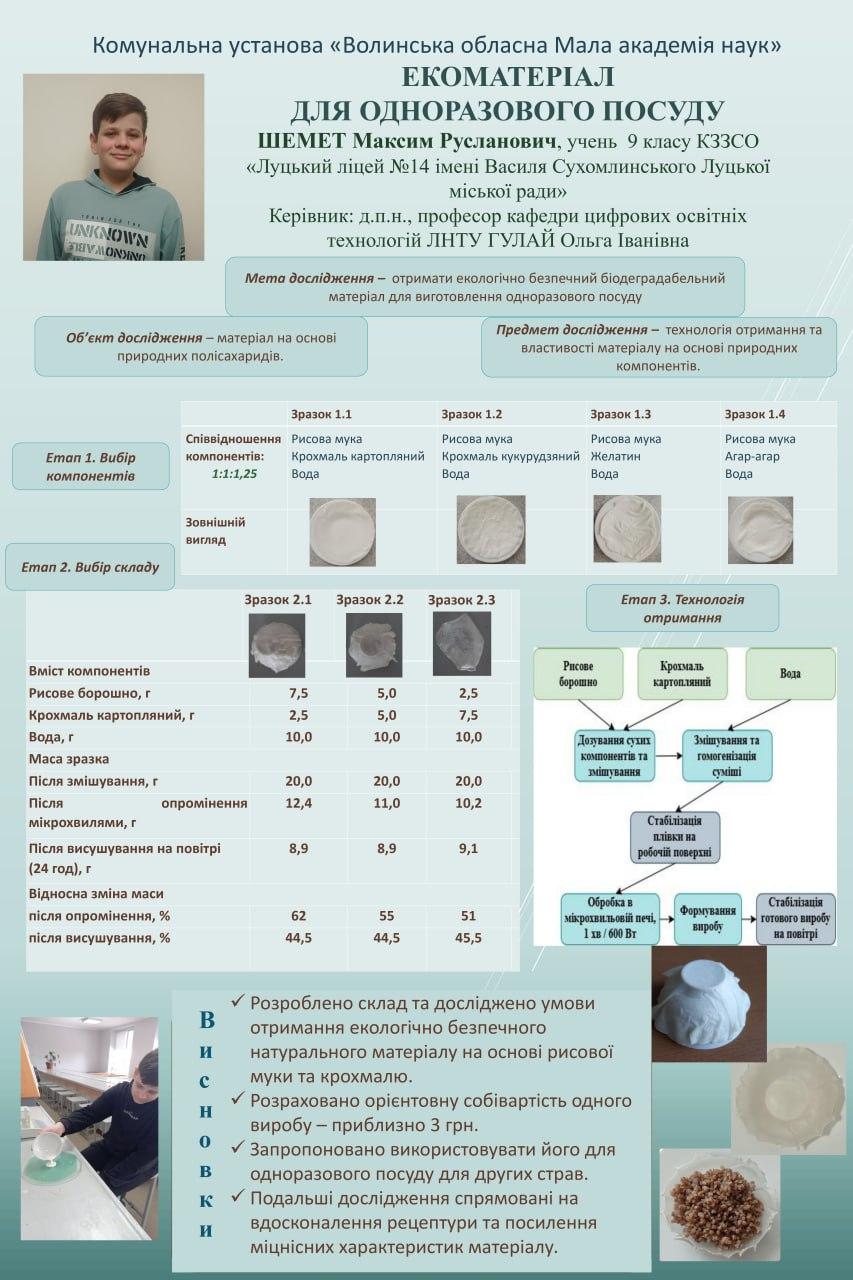 Комунальна установа «Волинська обласна Мала академія наук»
ЕКОМАТЕРІАЛ
ДЛЯ ОДНОРАЗОВОГО ПОСУДУ
ШЕМЕТ Максим Русланович, учень 9 класу КЗЗСО
«Луцький ліцей №14 імені Василя Сухомлинського Луцької
міської ради»
Керівник: д.п.н., професор кафедри цифрових освітніх
технологій ЛНТУ ГУЛАЙ Ольга Іванівна
UNKNOWN
Мета дослідження – отримати екологічно безпечний біодеградабельний
матеріал для виготовлення одноразового посуду
Об’єкт дослідження – матеріал на основі
природних полісахаридів.
Предмет дослідження – технологія отримання та
властивості матеріалу на основі природних
компонентів.
Етап 1. Вибір
компонентів
Зразок 1.1 Зразок 1.2 Зразок 1.3 Зразок 1.4
Співвідношення Рисова мука Рисова мука Рисова мука Рисова мука
компонентів: Крохмаль картопляний Крохмаль кукурудзяний Желатин Агар-агар
1:1:1,25 Вода Вода Вода Вода
Зовнішній
вигляд
Етап 2. Вибір складу
Зразок 2.1 Зразок 2.2 Зразок 2.3
Вміст компонентів
Рисове борошно, г 7,5 5,0 2,5
Крохмаль картопляний, г 2,5 5,0 7,5
Вода, г 10,0 10,0 10,0
Маса зразка
Після змішування, г 20,0 20,0 20,0
Після опромінення 12,4 11,0 10,2
мікрохвилями, г
Після висушування на повітрі 8,9 8,9 9,1
(24 год), г
Відносна зміна маси
після опромінення, % 62 55 51
після висушування, % 44,5 44,5 45,5
Етап 3. Технологія
отримання
Рисове
борошно
Крохмаль
картопляний
Вода
Дозування сухих
компонентів та
змішування
Змішування та
гомогенізація
суміші
Стабілізація
плівки на
робочій поверхні
Обробка в
мікрохвильовій печі,
1 хв / 600 Вт
Формування
виробу
Стабілізація
готового виробу
на повітрі
Висновки
✓ Розроблено склад та досліджено умови
отримання екологічно безпечного
натурального матеріалу на основі рисової
муки та крохмалю.
✓ Розраховано орієнтовну собівартість одного
виробу – приблизно 3 грн.
✓ Запропоновано використовувати його для
одноразового посуду для других страв.
✓ Подальші дослідження спрямовані на
вдосконалення рецептури та посилення
міцнісних характеристик матеріалу.